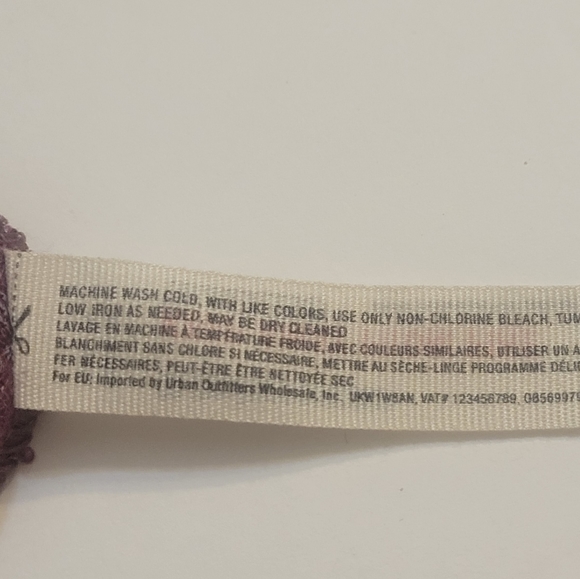 MACHINE WASH COLD, WITH LIKE COLORS, USE ONLY NON-CHLORINE BLEACH, TUM
LOW IRON AS NEEDED, MAY BE DRY CLEANED
LAVAGE EN MACHINE À TEMPÉRATURE FROIDE, AVEC COULEURS SIMILAIRES, UTILISER UN A
BLANCHIMENT SANS CHLORE SI NÉCESSAIRE, METTRE AU SÈCHE-LINGE PROGRAMME DÉLI
FER NÉCESSAIRES, PEUT-ÊTRE ÊTRE NETTOYÉE SEC
For EU: Imported by Urban Outfitters Wholesale, Inc. UKW1W8AN, VAT# 123456789, 0856997